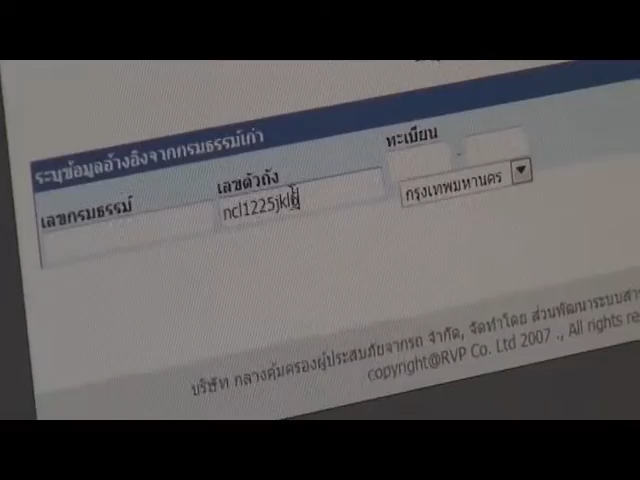 ระบุข้อมูลอ้างอิงจากกรมธรรม์เก่า
เลขกรมธรรม์ เลขตัวถัง ทะเบียน
-
กรุงเทพมหานคร
บริษัท กลางคุ้มครองผู้ประสบภัยจากรถ จำกัด, จัดทำโดย ส่วนพัฒนาระบบ
copyright@RVP Co. Ltd 2007 ., All rights